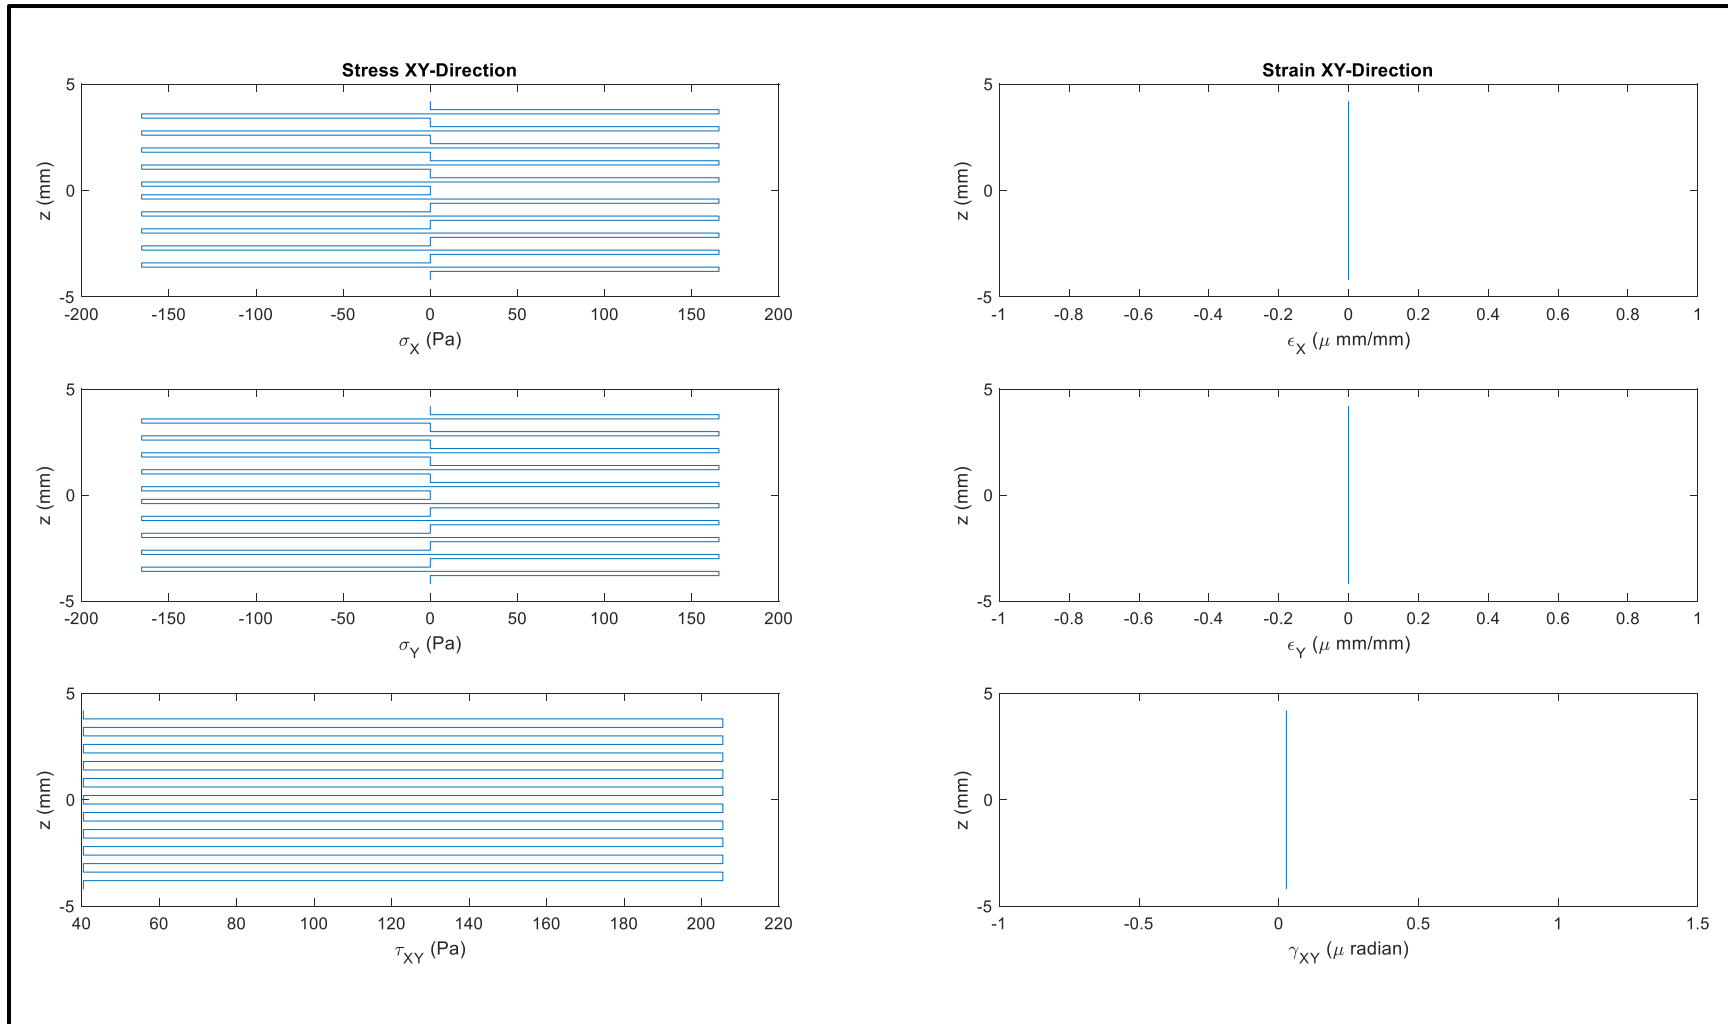 Stress XY-Direction
5
0
-5
z (mm)
-200 -150 -100 -50 0 50 100 150 200
σX (Pa)
Strain XY-Direction
5
0
-5
z (mm)
-1 -0.8 -0.6 -0.4 -0.2 0 0.2 0.4 0.6 0.8 1
ϵX (μ mm/mm)
5
0
-5
z (mm)
-200 -150 -100 -50 0 50 100 150 200
σY (Pa)
5
0
-5
z (mm)
-1 -0.8 -0.6 -0.4 -0.2 0 0.2 0.4 0.6 0.8 1
ϵY (μ mm/mm)
5
0
-5
z (mm)
40 60 80 100 120 140 160 180 200 220
τXY (Pa)
5
0
-5
z (mm)
-1 -0.5 0 0.5 1 1.5
γXY (μ radian)